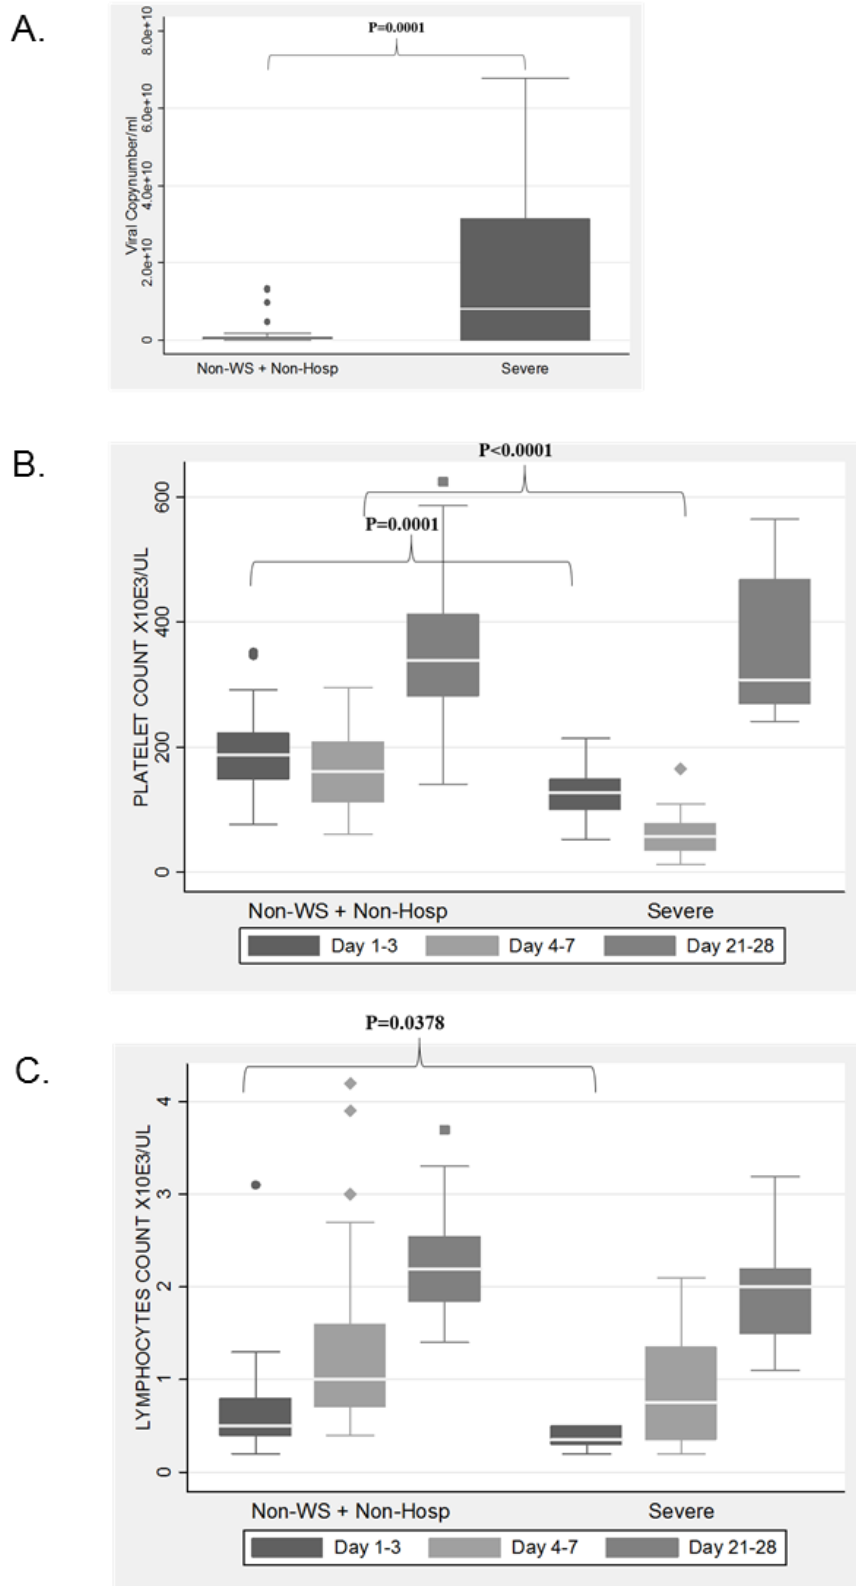 A.
P=0.0001
Viral Copynumber/ml
8.0e+10
6.0e+10
4.0e+10
2.0e+10
0
Non-WS + Non-Hosp Severe
B.
P<0.0001
P=0.0001
PLATELET COUNT X10E3/UL
600
400
200
0
Non-WS + Non-Hosp Severe
Day 1-3 Day 4-7 Day 21-28
C.
P=0.0378
LYMPHOCYTES COUNT X10E3/UL
4
3
2
1
0
Non-WS + Non-Hosp Severe
Day 1-3 Day 4-7 Day 21-28